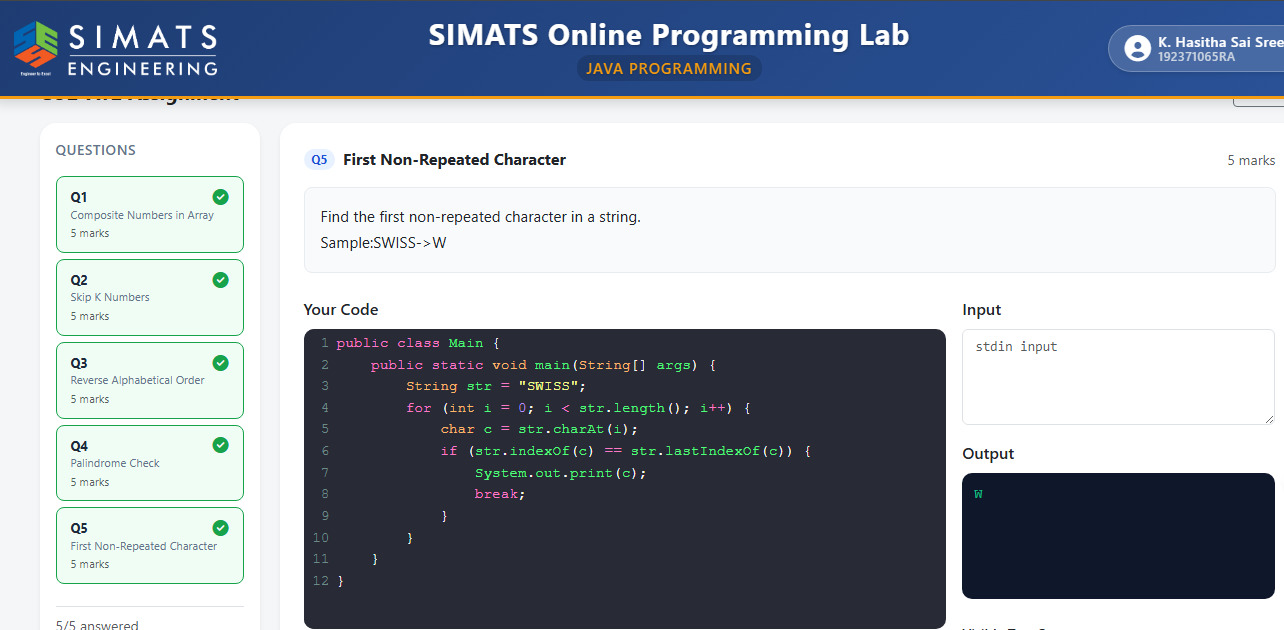 SIMATS
ENGINEERING
Engineer to Excel
SIMATS Online Programming Lab
JAVA PROGRAMMING
K. Hasitha Sai Sree
192371065RA
Assignment
QUESTIONS
Q1
Composite Numbers in Array
5 marks
Q2
Skip K Numbers
5 marks
Q3
Reverse Alphabetical Order
5 marks
Q4
Palindrome Check
5 marks
Q5
First Non-Repeated Character
5 marks
5/5 answered
Q5 First Non-Repeated Character
5 marks
Find the first non-repeated character in a string.
Sample:SWISS->W
Your Code
1 public class Main {
2     public static void main(String[] args) {
3         String str = "SWISS";
4         for (int i = 0; i < str.length(); i++) {
5             char c = str.charAt(i);
6             if (str.indexOf(c) == str.lastIndexOf(c)) {
7                 System.out.print(c);
8                 break;
9             }
10         }
11     }
12 }
Input
stdin input
Output
W